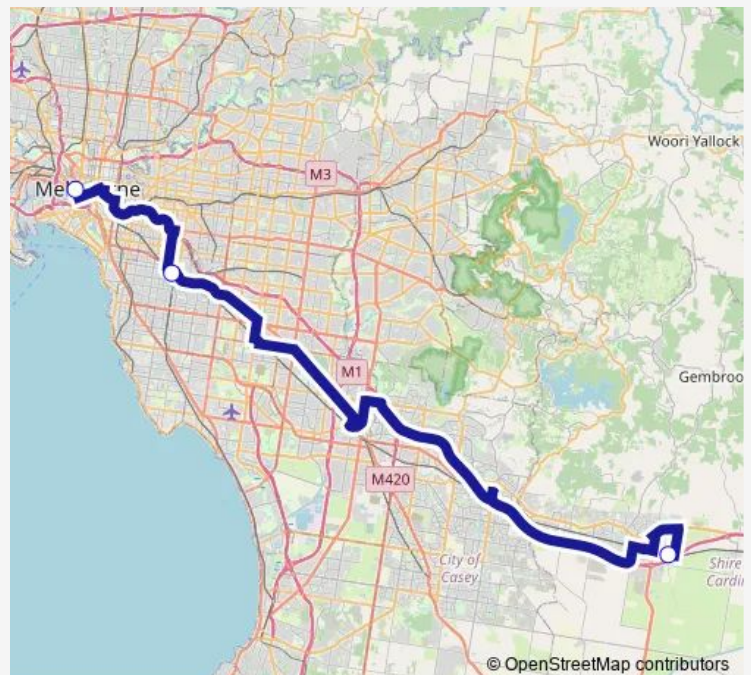 Woori Yallock
M3
Melbourne
M1
Gembroo
M420
City of
Casey
Shire
Cardi
© OpenStreetMap contributors